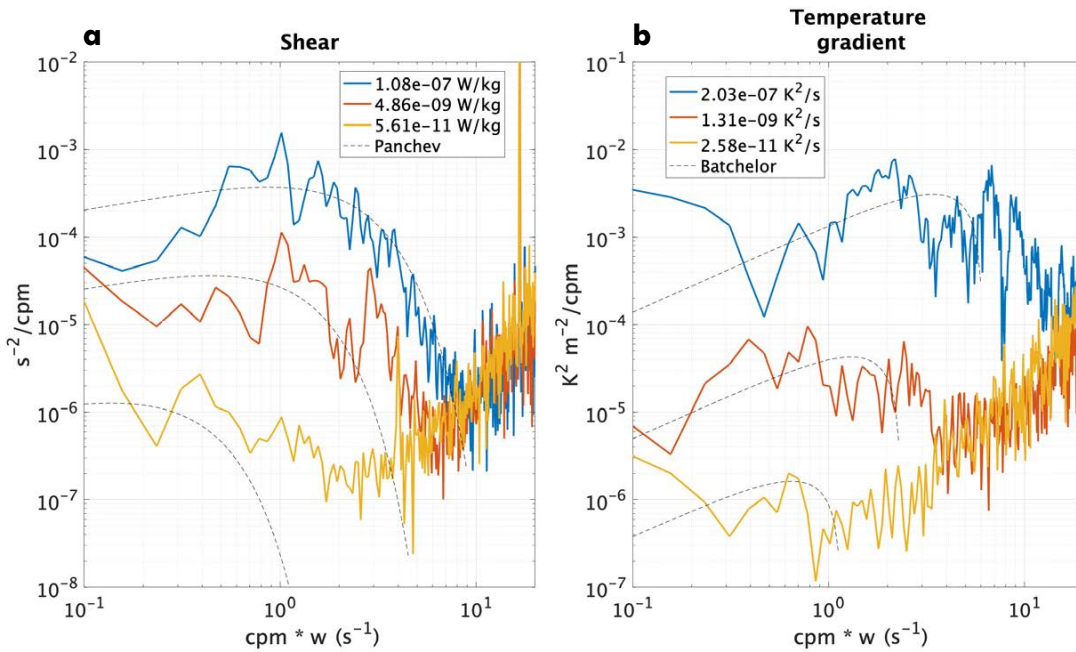 a
Shear
10^-2
10^-3
10^-4
10^-5
10^-6
10^-7
10^-8
s^-2/cpm
1.08e-07 W/kg
4.86e-09 W/kg
5.61e-11 W/kg
Panchev
10^-1
10^0
10^1
cpm * w (s^-1)
b
Temperature
gradient
10^-1
10^-2
10^-3
10^-4
10^-5
10^-6
10^-7
K^2 m^-2/cpm
2.03e-07 K^2/s
1.31e-09 K^2/s
2.58e-11 K^2/s
Batchelor
10^-1
10^0
10^1
cpm * w (s^-1)